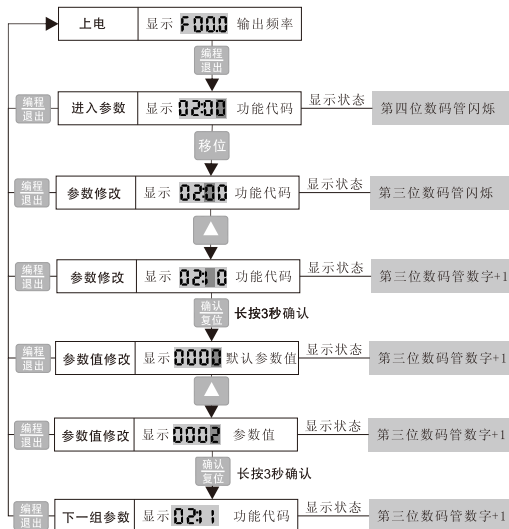 上电 显示 F00.0 输出频率
编程
退出
编程
退出
进入参数 显示 02:00 功能代码 显示状态 第四位数码管闪烁
移位
编程
退出
参数修改 显示 02:00 功能代码 显示状态 第三位数码管闪烁
编程
退出
参数修改 显示 02:10 功能代码 显示状态 第三位数码管数字+1
确认
复位
长按3秒确认
编程
退出
参数值修改 显示 0000 默认参数值 显示状态 第三位数码管数字+1
编程
退出
参数值修改 显示 0002 参数值 显示状态 第三位数码管数字+1
确认
复位
长按3秒确认
编程
退出
下一组参数 显示 02:11 功能代码 显示状态 第三位数码管数字+1